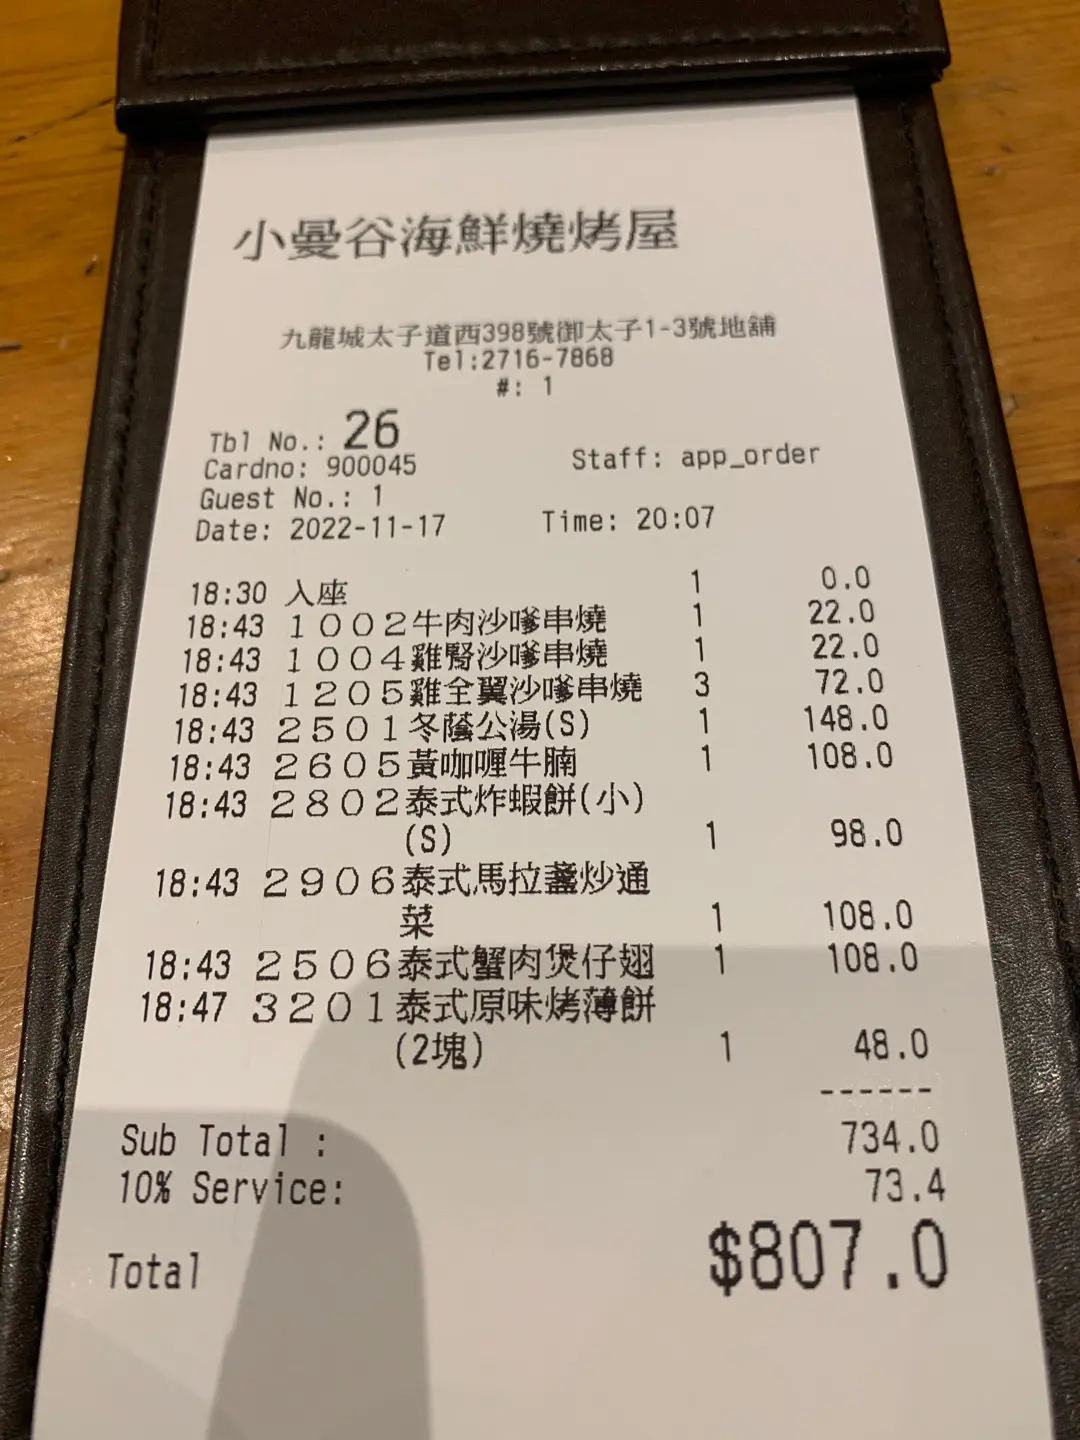 小曼谷海鮮燒烤屋
九龍城太子道西398號御太子1-3號地舖
Tel:2716-7868
#: 1
Tbl No.: 26
Cardno: 900045 Staff: app_order
Guest No.: 1
Date: 2022-11-17 Time: 20:07
18:30 入座 1 0.0
18:43 1002牛肉沙嗲串燒 1 22.0
18:43 1004雞腎沙嗲串燒 1 22.0
18:43 1205雞全翼沙嗲串燒 3 72.0
18:43 2501冬蔭公湯(S) 1 148.0
18:43 2605黃咖喱牛腩 1 108.0
18:43 2802泰式炸蝦餅(小)
(S) 1 98.0
18:43 2906泰式馬拉盞炒通
菜 1 108.0
18:43 2506泰式蟹肉煲仔翅 1 108.0
18:47 3201泰式原味烤薄餅
(2塊) 1 48.0
------
Sub Total : 734.0
10% Service: 73.4
Total $807.0